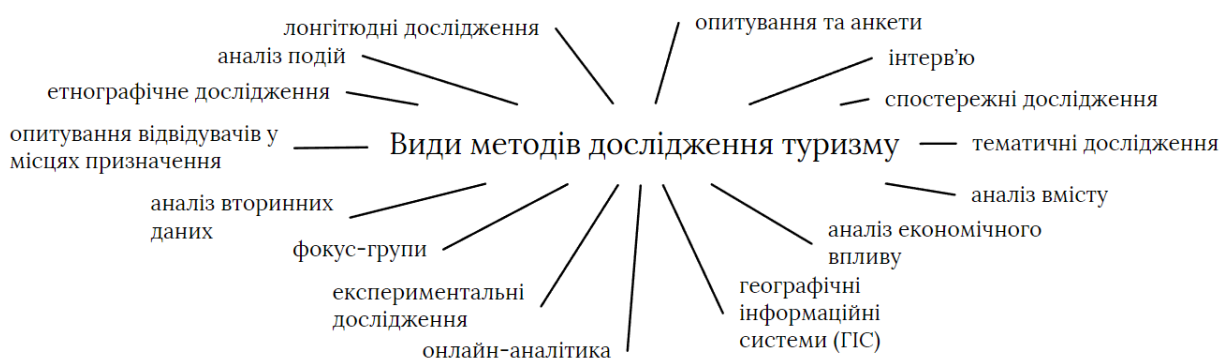 лонгітюдні дослідження
опитування та анкети
аналіз подій
інтерв'ю
етнографічне дослідження
спостережні дослідження
опитування відвідувачів у
місцях призначення
Види методів дослідження туризму
тематичні дослідження
аналіз вторинних
даних
аналіз вмісту
фокус-групи
аналіз економічного
впливу
експериментальні
дослідження
географічні
інформаційні
системи (ГІС)
онлайн-аналітика